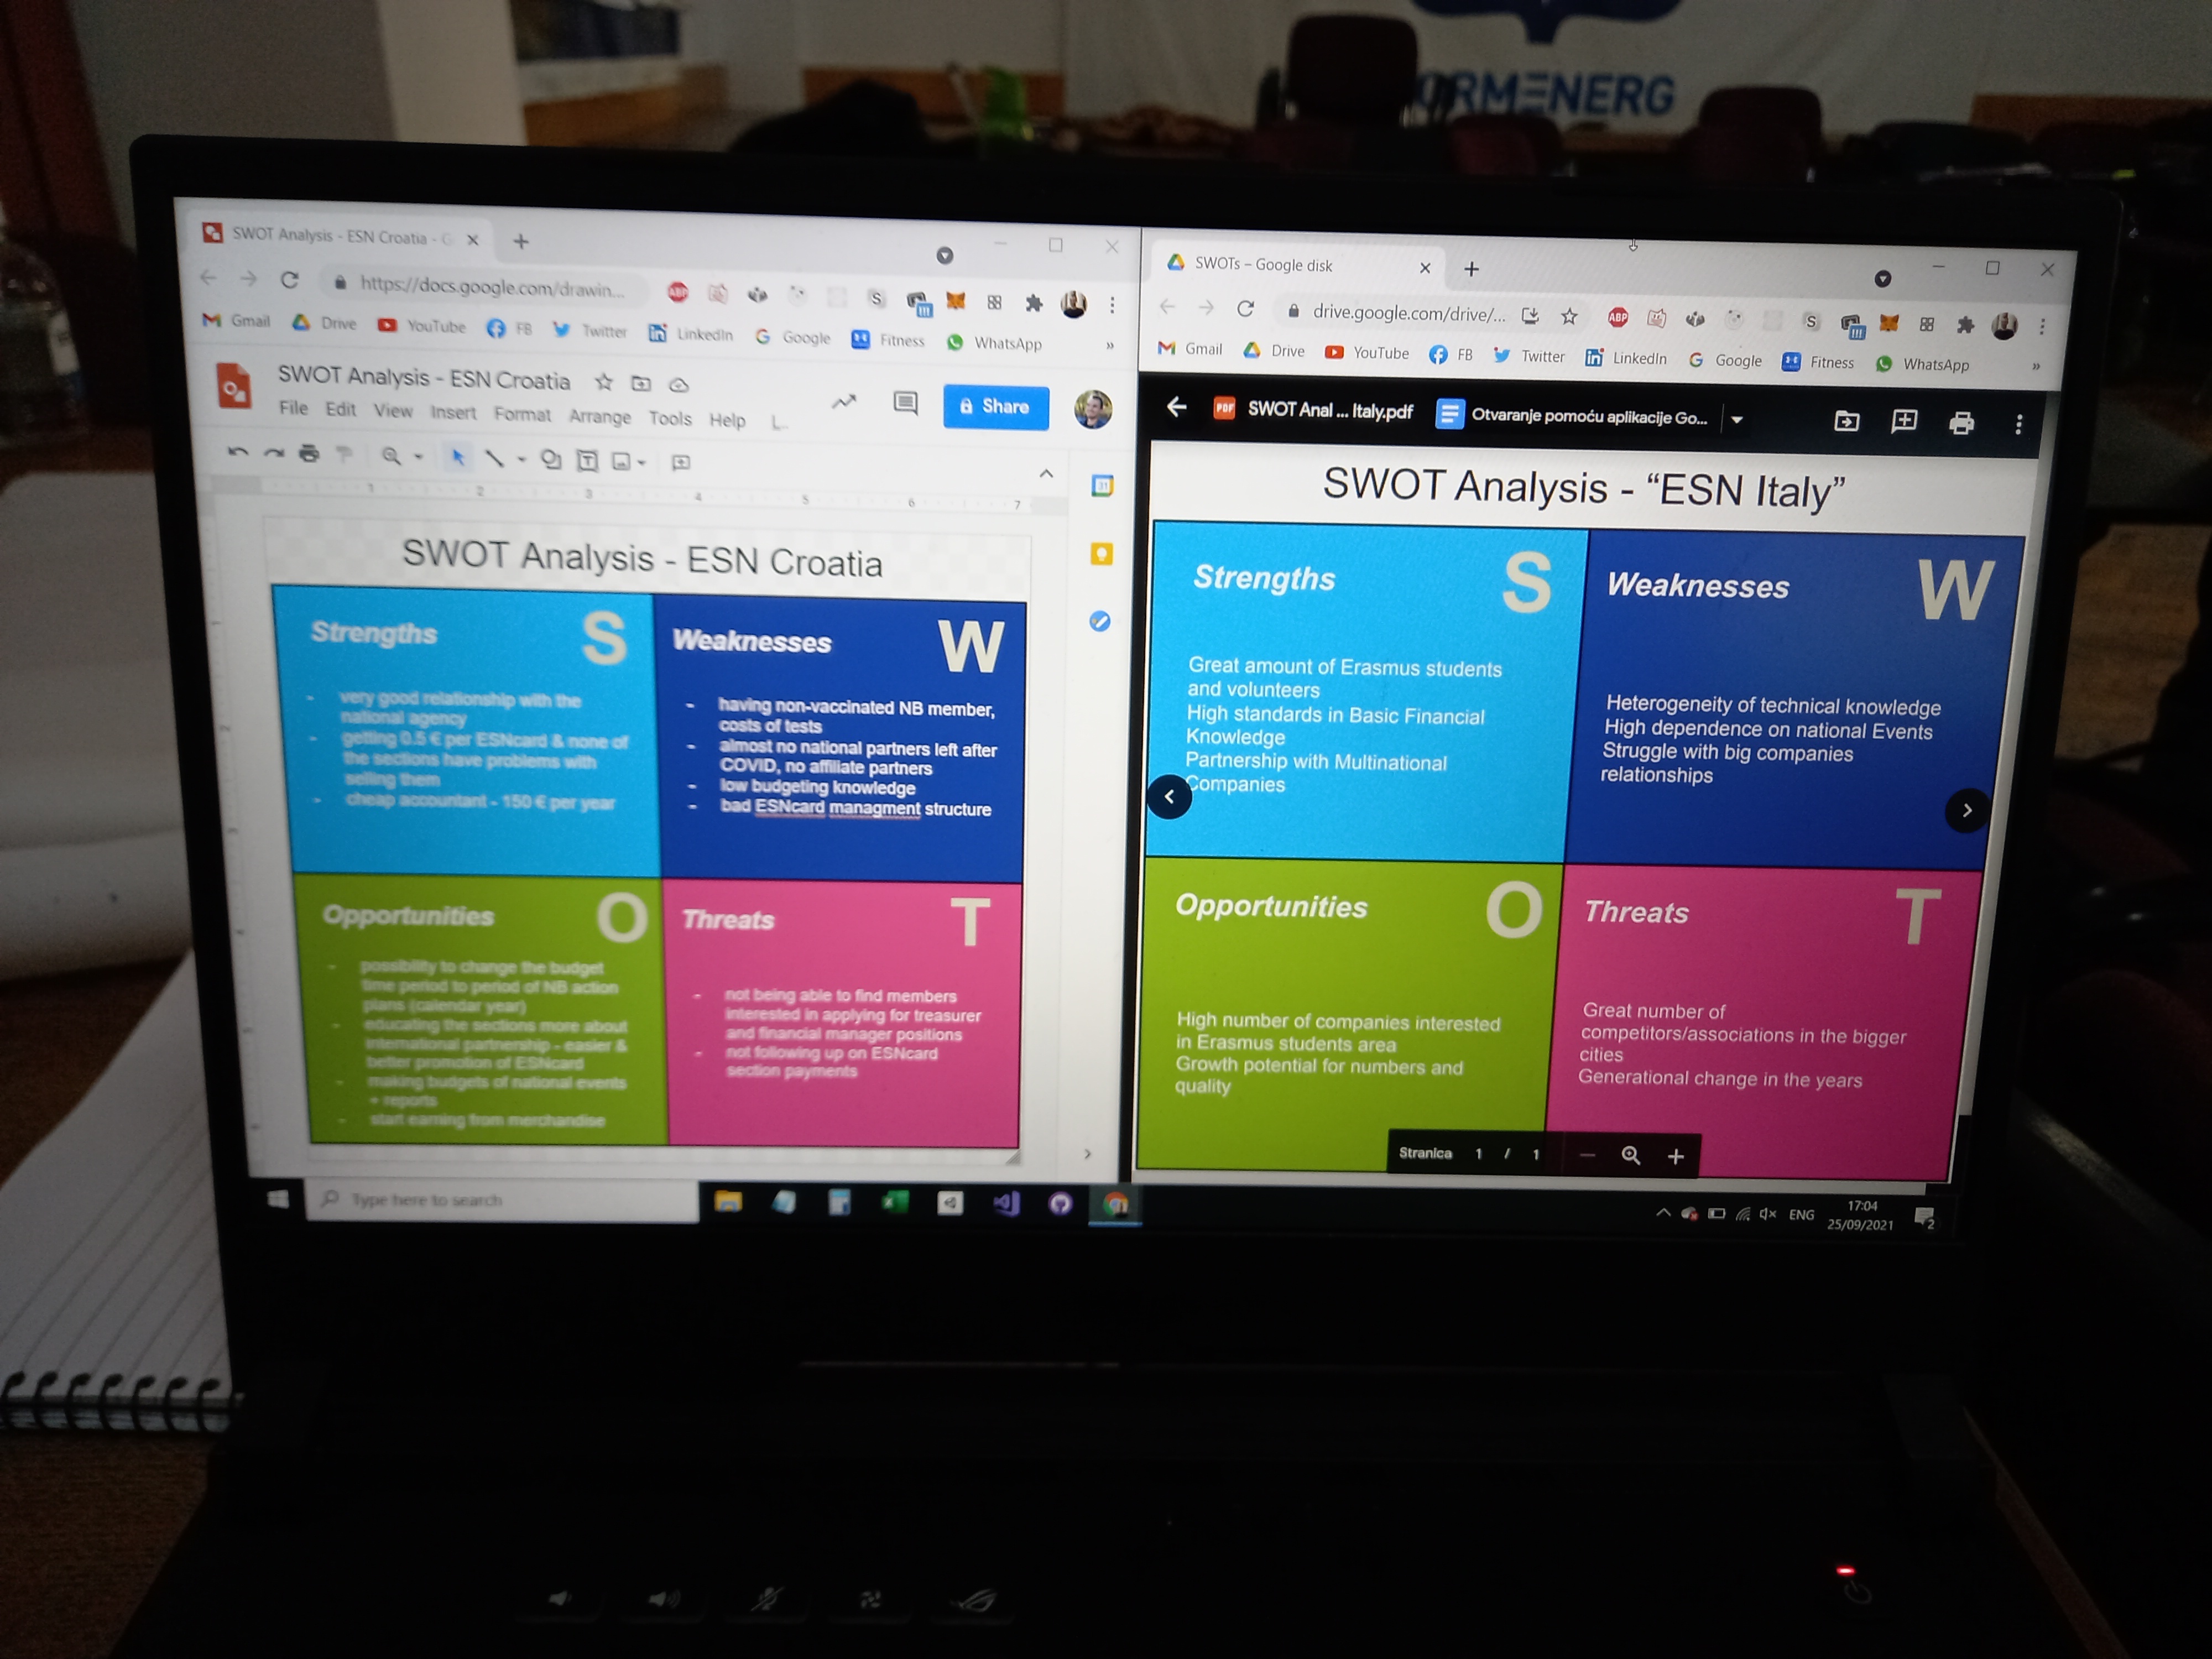 ORMENERG
SWOT Analysis - ESN Croatia - G
https://docs.google.com/drawin...
ABP
S
Gmail
Drive
YouTube
FB
Twitter
LinkedIn
Google
Fitness
WhatsApp
»
SWOT Analysis - ESN Croatia
File Edit View Insert Format Arrange Tools Help L
Share
1 2 3 4 5 6 7
31
SWOT Analysis - ESN Croatia
Strengths
S
- very good relationship with the
national agency
- getting 0.5 € per ESNcard & none of
the sections have problems with
selling them
- cheap accountant - 150 € per year
Weaknesses
W
- having non-vaccinated NB member,
costs of tests
- almost no national partners left after
COVID, no affiliate partners
- low budgeting knowledge
- bad ESNcard managment structure
Opportunities
O
- possibility to change the budget
time period to period of NB action
plans (calendar year)
- educating the sections more about
international partnership - easier &
better promotion of ESNcard
- making budgets of national events
+ reports
- start earning from merchandise
Threats
T
- not being able to find members
interested in applying for treasurer
and financial manager positions
- not following up on ESNcard
section payments
SWOTs – Google disk
drive.google.com/drive/...
ABP
S
Gmail
Drive
YouTube
FB
Twitter
LinkedIn
Google
Fitness
WhatsApp
»
PDF
SWOT Anal ... Italy.pdf
Otvaranje pomoću aplikacije Go...
SWOT Analysis - “ESN Italy”
Strengths
S
Great amount of Erasmus students
and volunteers
High standards in Basic Financial
Knowledge
Partnership with Multinational
Companies
Weaknesses
W
Heterogeneity of technical knowledge
High dependence on national Events
Struggle with big companies
relationships
Opportunities
O
High number of companies interested
in Erasmus students area
Growth potential for numbers and
quality
Threats
T
Great number of
competitors/associations in the bigger
cities
Generational change in the years
Stranica 1 / 1
Type here to search
ENG
17:04
25/09/2021
2